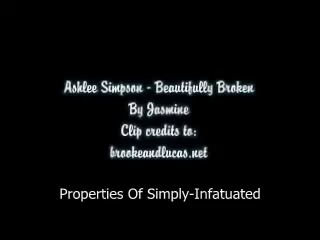 Ashlee Simpson - Beautifully Broken
By Jasmine
Clip credits to:
brookeandlucas.net
Properties Of Simply-Infatuated